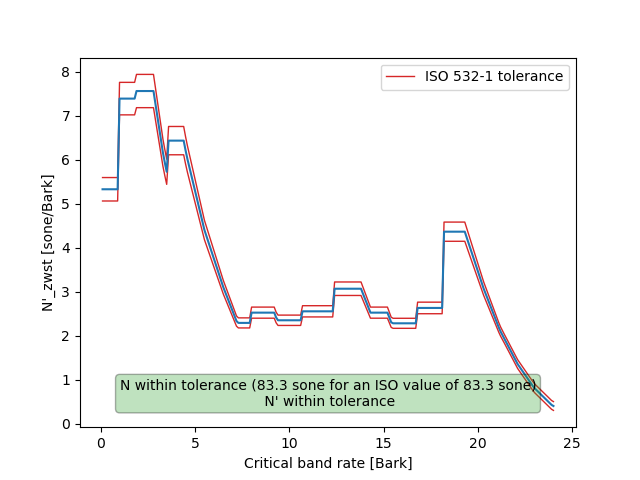 ISO 532-1 tolerance
8
7
6
5
4
3
2
1
0
N'_zwst [sone/Bark]
N within tolerance (83.3 sone for an ISO value of 83.3 sone)
N' within tolerance
0 5 10 15 20 25
Critical band rate [Bark]